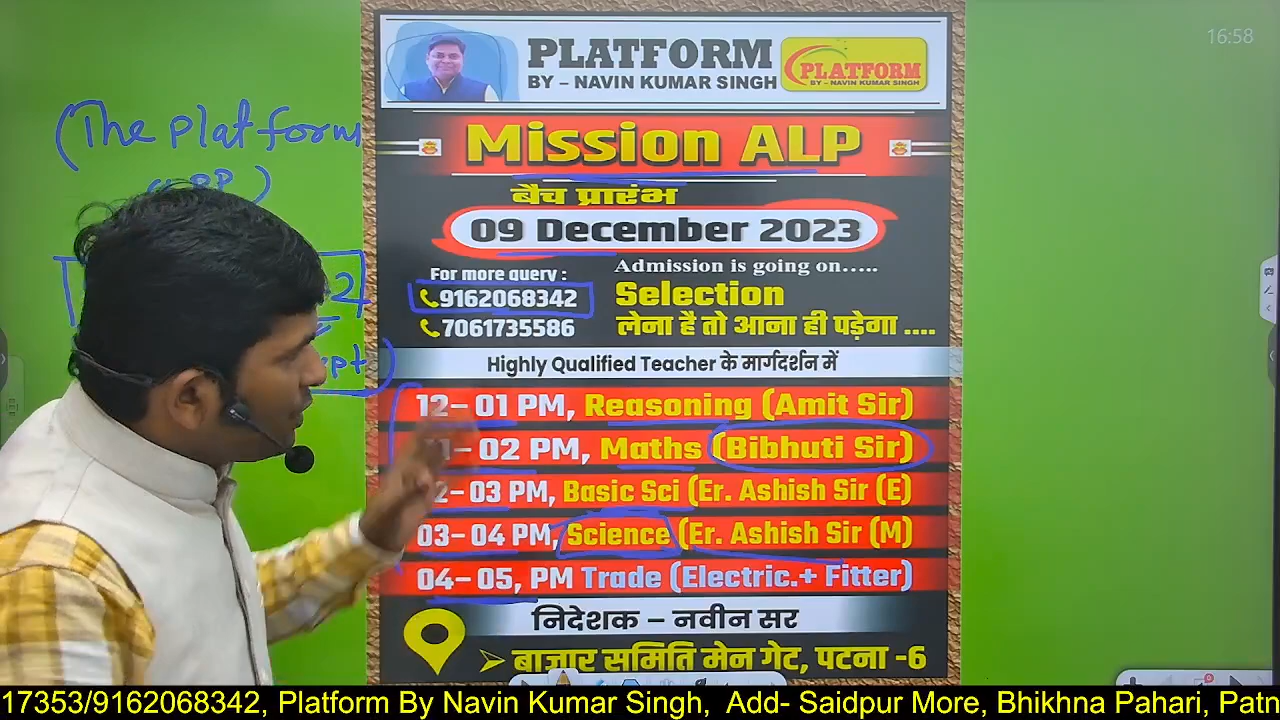 16:58
PLATFORM
BY – NAVIN KUMAR SINGH
PLATFORM
BY – NAVIN KUMAR SINGH
(The Platform
Mission ALP
बैच प्रारंभ
09 December 2023
For more query :
9162068342
7061735586
Admission is going on.....
Selection
लेना है तो आना ही पड़ेगा ....
2
Highly Qualified Teacher के मार्गदर्शन में
12– 01 PM, Reasoning (Amit Sir)
– 02 PM, Maths (Bibhuti Sir)
– 03 PM, Basic Sci (Er. Ashish Sir (E)
03– 04 PM, Science (Er. Ashish Sir (M)
04– 05, PM Trade (Electric.+ Fitter)
निदेशक – नवीन सर
➢ बाज़ार समिति मेन गेट, पटना -6
17353/9162068342, Platform By Navin Kumar Singh, Add- Saidpur More, Bhikhna Pahari, Patn